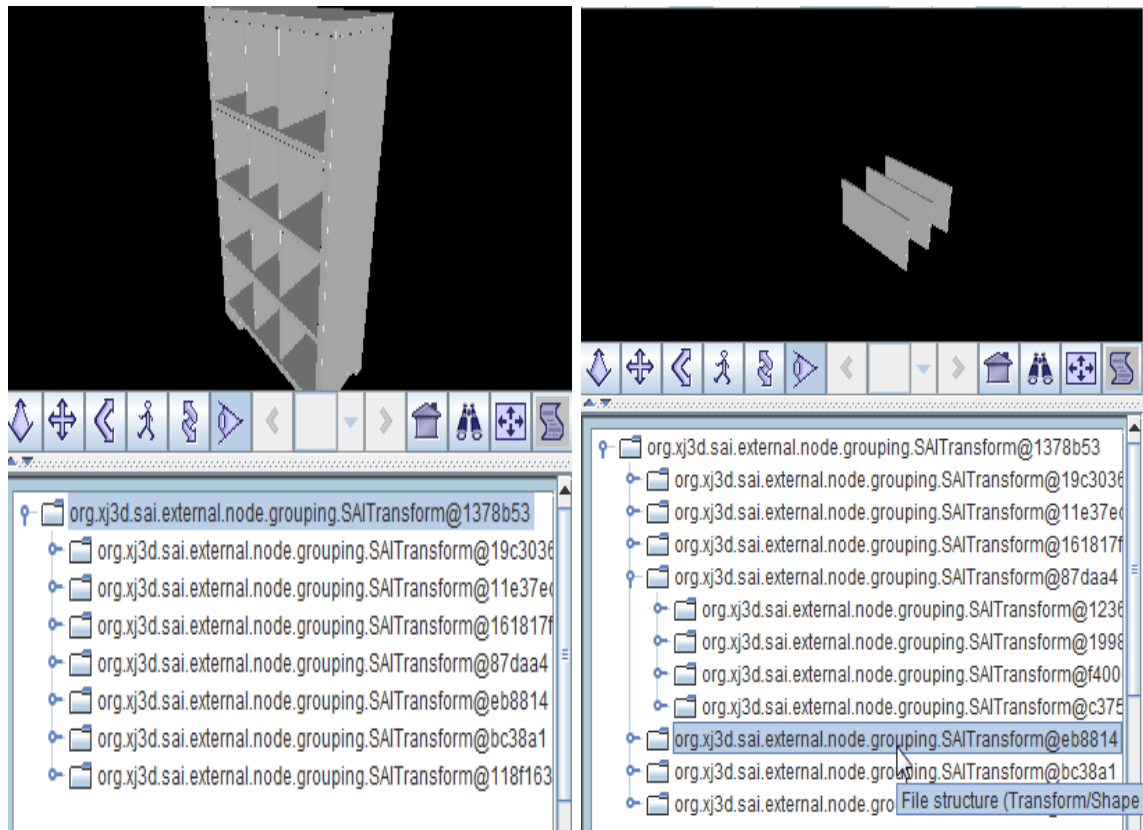 org.xj3d.sai.external.node.grouping.SAITransform@1378b53
org.xj3d.sai.external.node.grouping.SAITransform@19c3036
org.xj3d.sai.external.node.grouping.SAITransform@11e37ec
org.xj3d.sai.external.node.grouping.SAITransform@161817f
org.xj3d.sai.external.node.grouping.SAITransform@87daa4
org.xj3d.sai.external.node.grouping.SAITransform@eb8814
org.xj3d.sai.external.node.grouping.SAITransform@bc38a1
org.xj3d.sai.external.node.grouping.SAITransform@118f163
org.xj3d.sai.external.node.grouping.SAITransform@1378b53
org.xj3d.sai.external.node.grouping.SAITransform@19c3036
org.xj3d.sai.external.node.grouping.SAITransform@11e37ec
org.xj3d.sai.external.node.grouping.SAITransform@161817f
org.xj3d.sai.external.node.grouping.SAITransform@87daa4
org.xj3d.sai.external.node.grouping.SAITransform@1236
org.xj3d.sai.external.node.grouping.SAITransform@1998
org.xj3d.sai.external.node.grouping.SAITransform@f400
org.xj3d.sai.external.node.grouping.SAITransform@c375
org.xj3d.sai.external.node.grouping.SAITransform@eb8814
org.xj3d.sai.external.node.grouping.SAITransform@bc38a1
org.xj3d.sai.external.node.gro
File structure (Transform/Shape